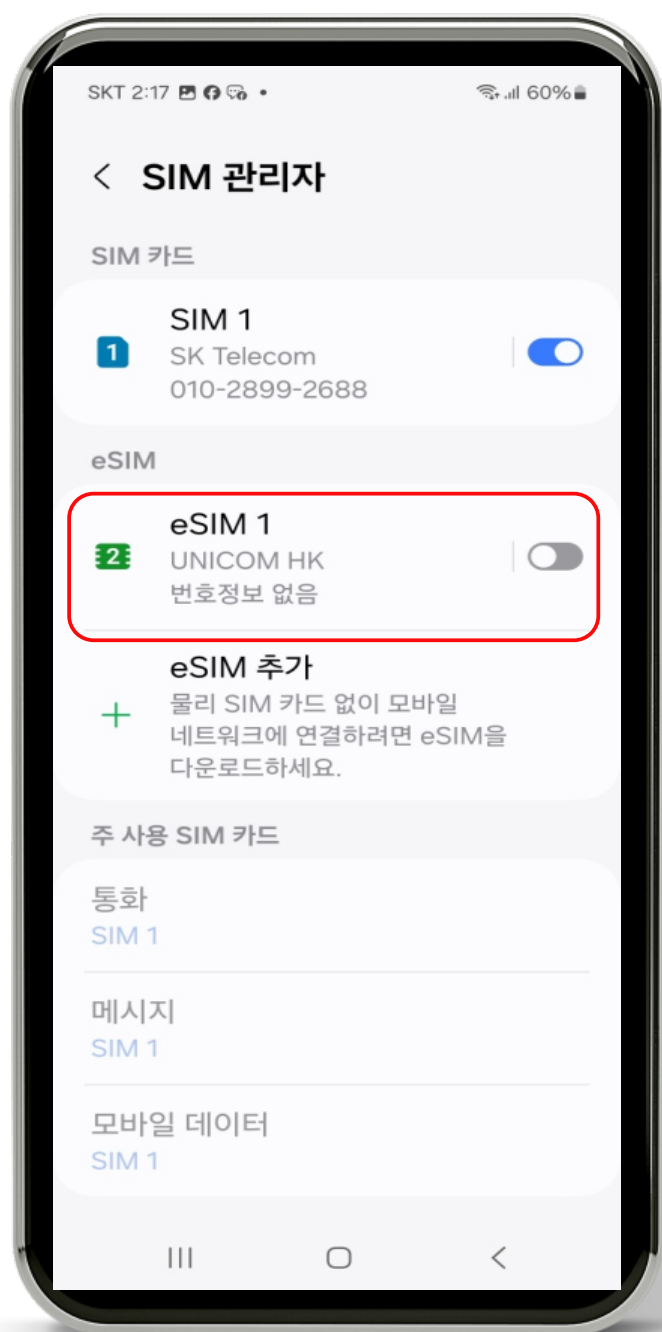 SKT 2:17
60%
SIM 관리자
SIM 카드
1
SIM 1
SK Telecom
010-2899-2688
eSIM
2
eSIM 1
UNICOM HK
번호정보 없음
eSIM 추가
물리 SIM 카드 없이 모바일
네트워크에 연결하려면 eSIM을
다운로드하세요.
주 사용 SIM 카드
통화
SIM 1
메시지
SIM 1
모바일 데이터
SIM 1